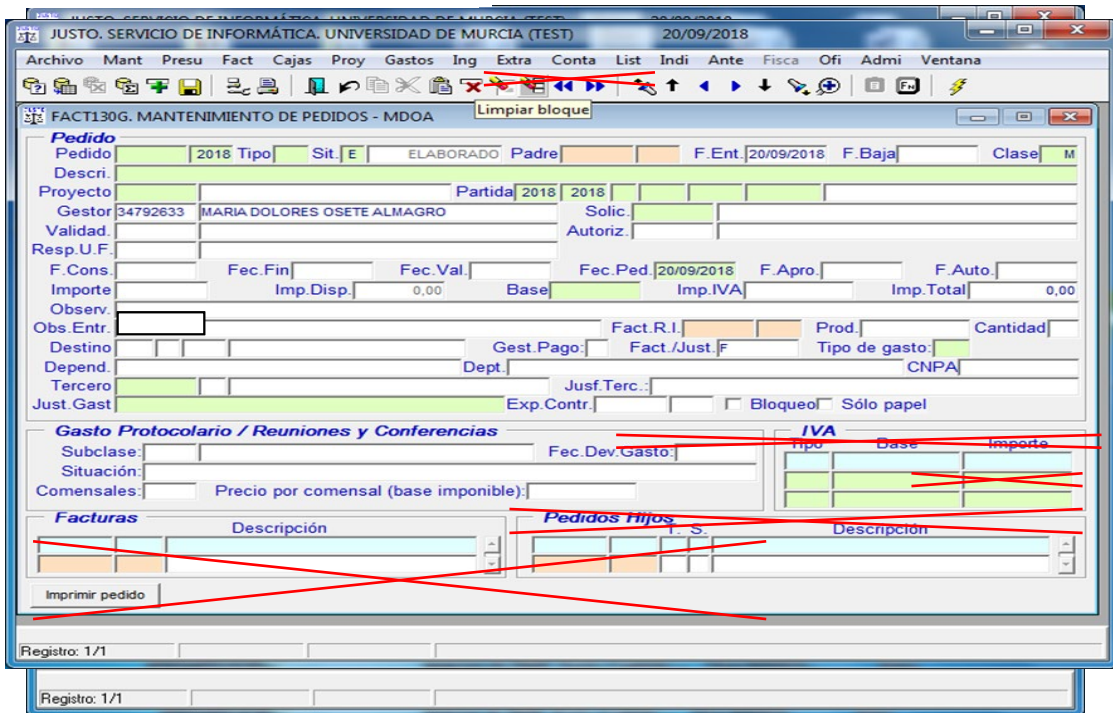 JUSTO. SERVICIO DE INFORMÁTICA. UNIVERSIDAD DE MURCIA (TEST) 20/09/2018
Archivo Mant Presu Fact Cajas Proy Gastos Ing Extra Conta List Indi Ante Fisca Ofi Admi Ventana
Limpiar bloque
FACT130G. MANTENIMIENTO DE PEDIDOS - MDOA
Pedido
Pedido 2018 Tipo Sit. E ELABORADO Padre F.Ent. 20/09/2018 F.Baja Clase M
Descri.
Proyecto Partida 2018 2018
Gestor 34792633 MARIA DOLORES OSETE ALMAGRO Solic.
Validad. Autoriz.
Resp.U.F.
F.Cons. Fec.Fin Fec.Val. Fec.Ped. 20/09/2018 F.Apro. F.Auto.
Importe Imp.Disp. 0,00 Base Imp.IVA Imp.Total 0,00
Observ.
Obs.Entr. Fact.R.I. Prod. Cantidad
Destino Gest.Pago: Fact./Just. F Tipo de gasto:
Depend. Dept. CNPA
Tercero Jusf.Terc.:
Just.Gast Exp.Contr. Bloqueo Sólo papel
Gasto Protocolario / Reuniones y Conferencias IVA
Subclase: Fec.Dev.Gasto: Tipo Base Importe
Situación:
Comensales: Precio por comensal (base imponible):
Facturas Pedidos Hijos
Descripción T. S. Descripción
Imprimir pedido
Registro: 1/1
Registro: 1/1